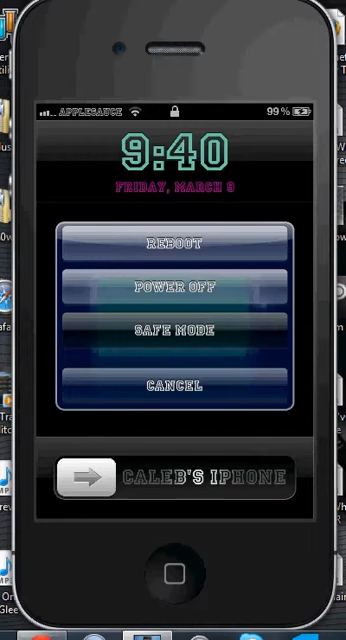 APPLESAUCE
99%
9:40
FRIDAY, MARCH 9
REBOOT
POWER OFF
SAFE MODE
CANCEL
CALEB'S IPHONE